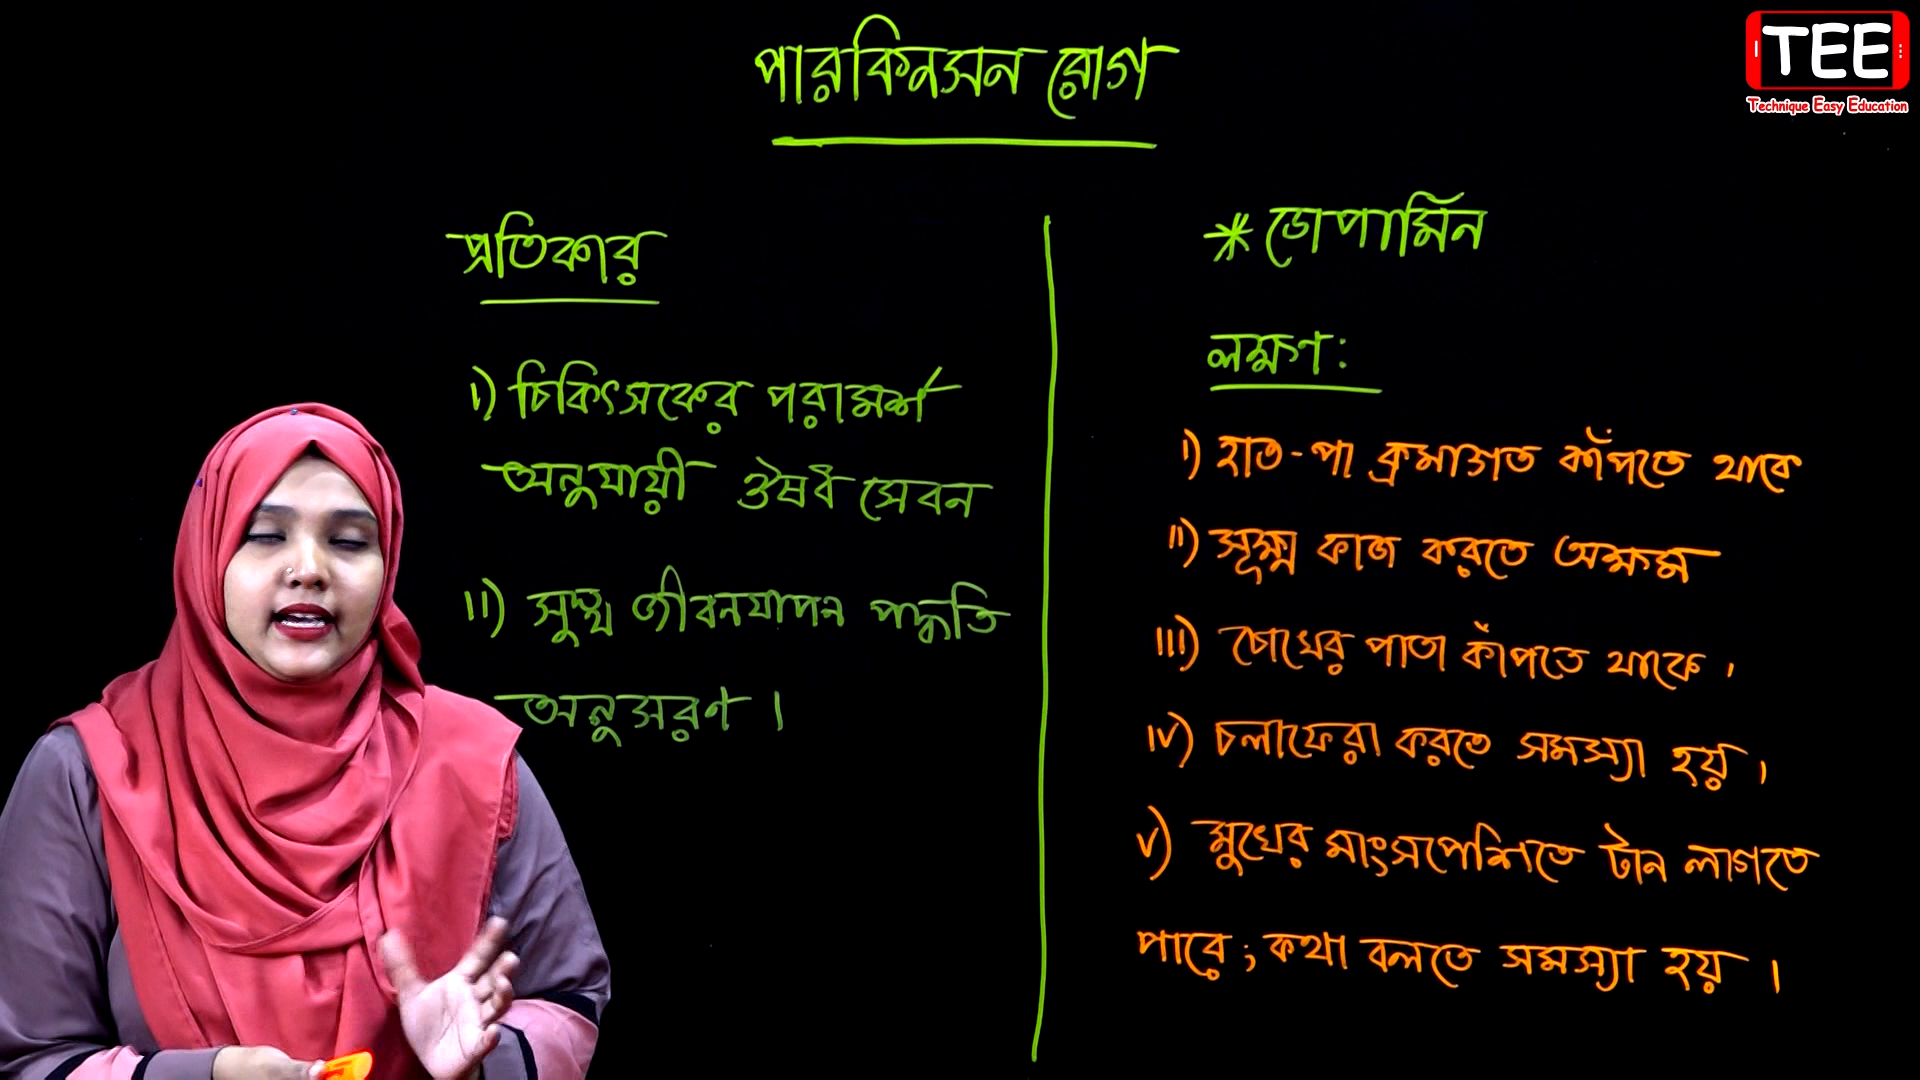 পারকিনসন রোগ
TEE
Technique Easy Education
প্রতিকার
i) চিকিৎসকের পরামর্শ
অনুযায়ী ঔষধ সেবন
ii) সুস্থ জীবনযাপন পদ্ধতি
অনুসরণ।
* ডোপামিন
লক্ষণ:
i) হাত-পা ক্রমাগত কাঁপতে থাকে
ii) সূক্ষ্ম কাজ করতে অক্ষম
iii) চোখের পাতা কাঁপতে থাকে।
iv) চলাফেরা করতে সমস্যা হয়।
v) মুখের মাংসপেশিতে টান লাগতে
পারে; কথা বলতে সমস্যা হয়।